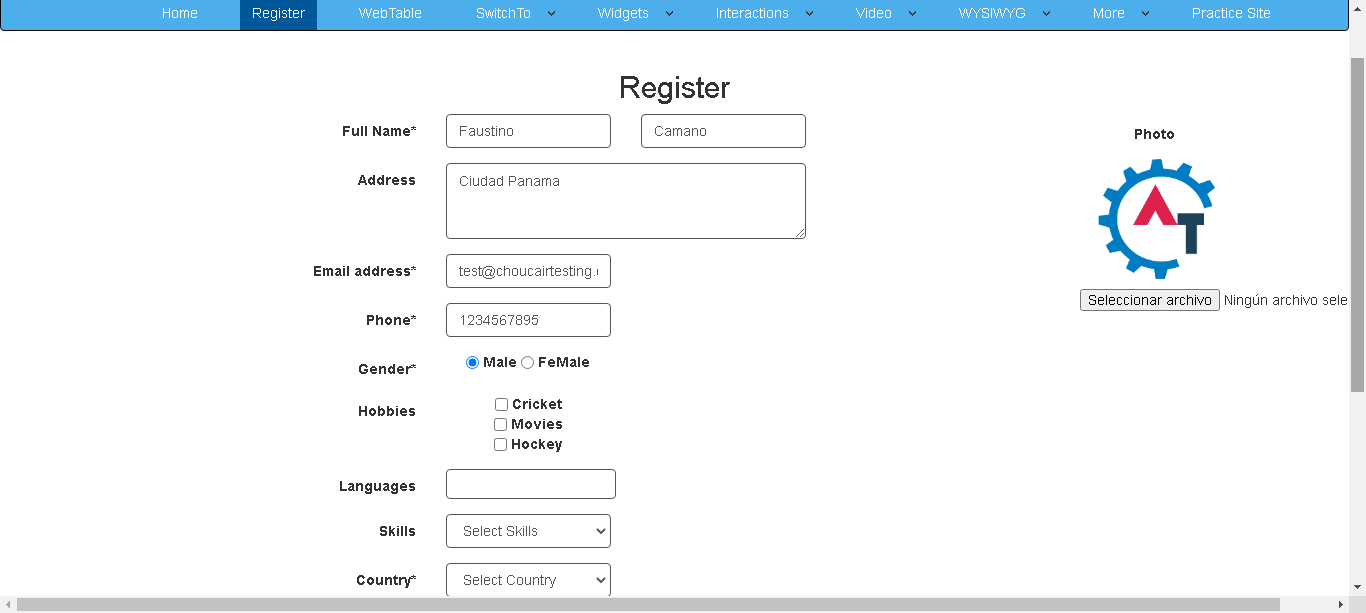 Home Register WebTable SwitchTo Widgets Interactions Video WYSIWYG More Practice Site
Register
Full Name* Faustino Camano
Photo
Address Ciudad Panama
AT
Email address* test@choucairtesting.
Seleccionar archivo Ningún archivo sele
Phone* 1234567895
Gender* Male FeMale
Hobbies Cricket
Movies
Hockey
Languages
Skills Select Skills
Country* Select Country